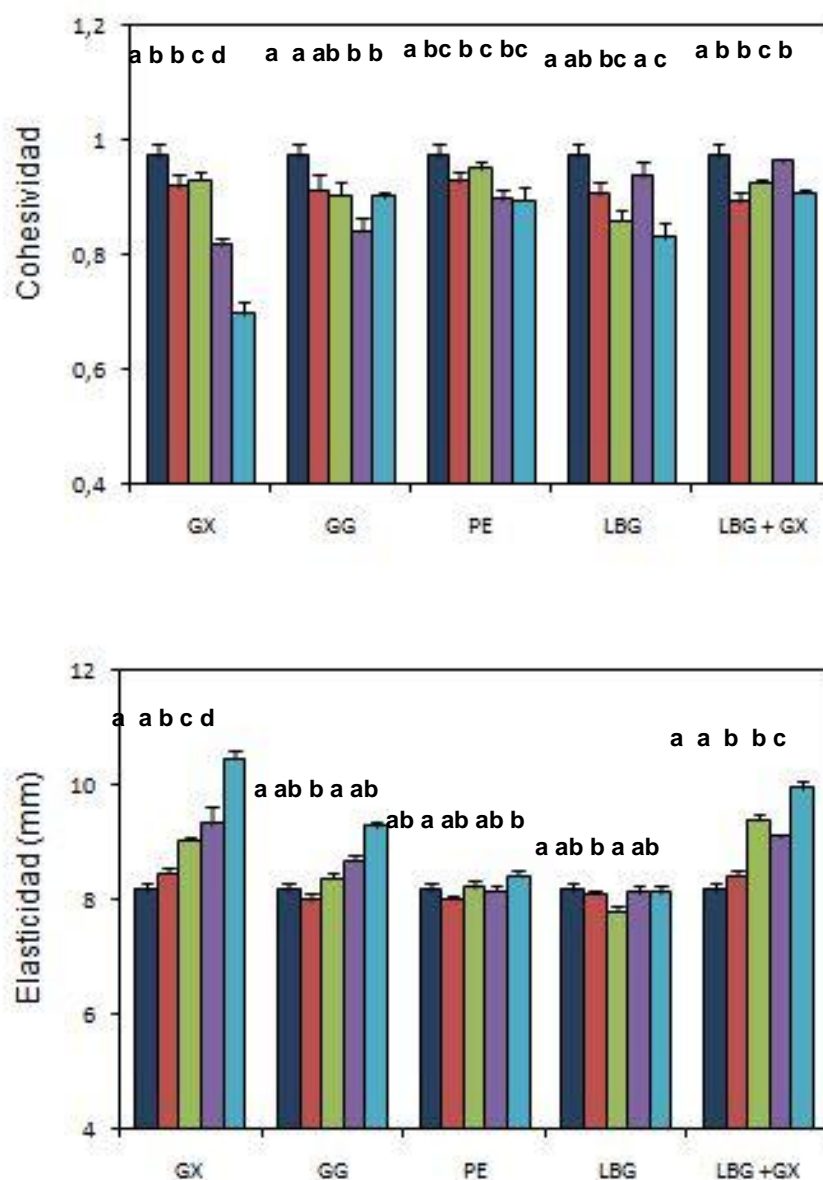 1,2
a b b c d
a a ab b b
a bc b c bc
a ab bc a c
a b b c b
1
0,8
0,6
0,4
Cohesividad
GX
GG
PE
LBG
LBG + GX
12
a a b c d
a a b b c
a ab b a ab
ab a ab ab b
a ab b a ab
10
8
6
4
Elasticidad (mm)
GX
GG
PE
LBG
LBG +GX